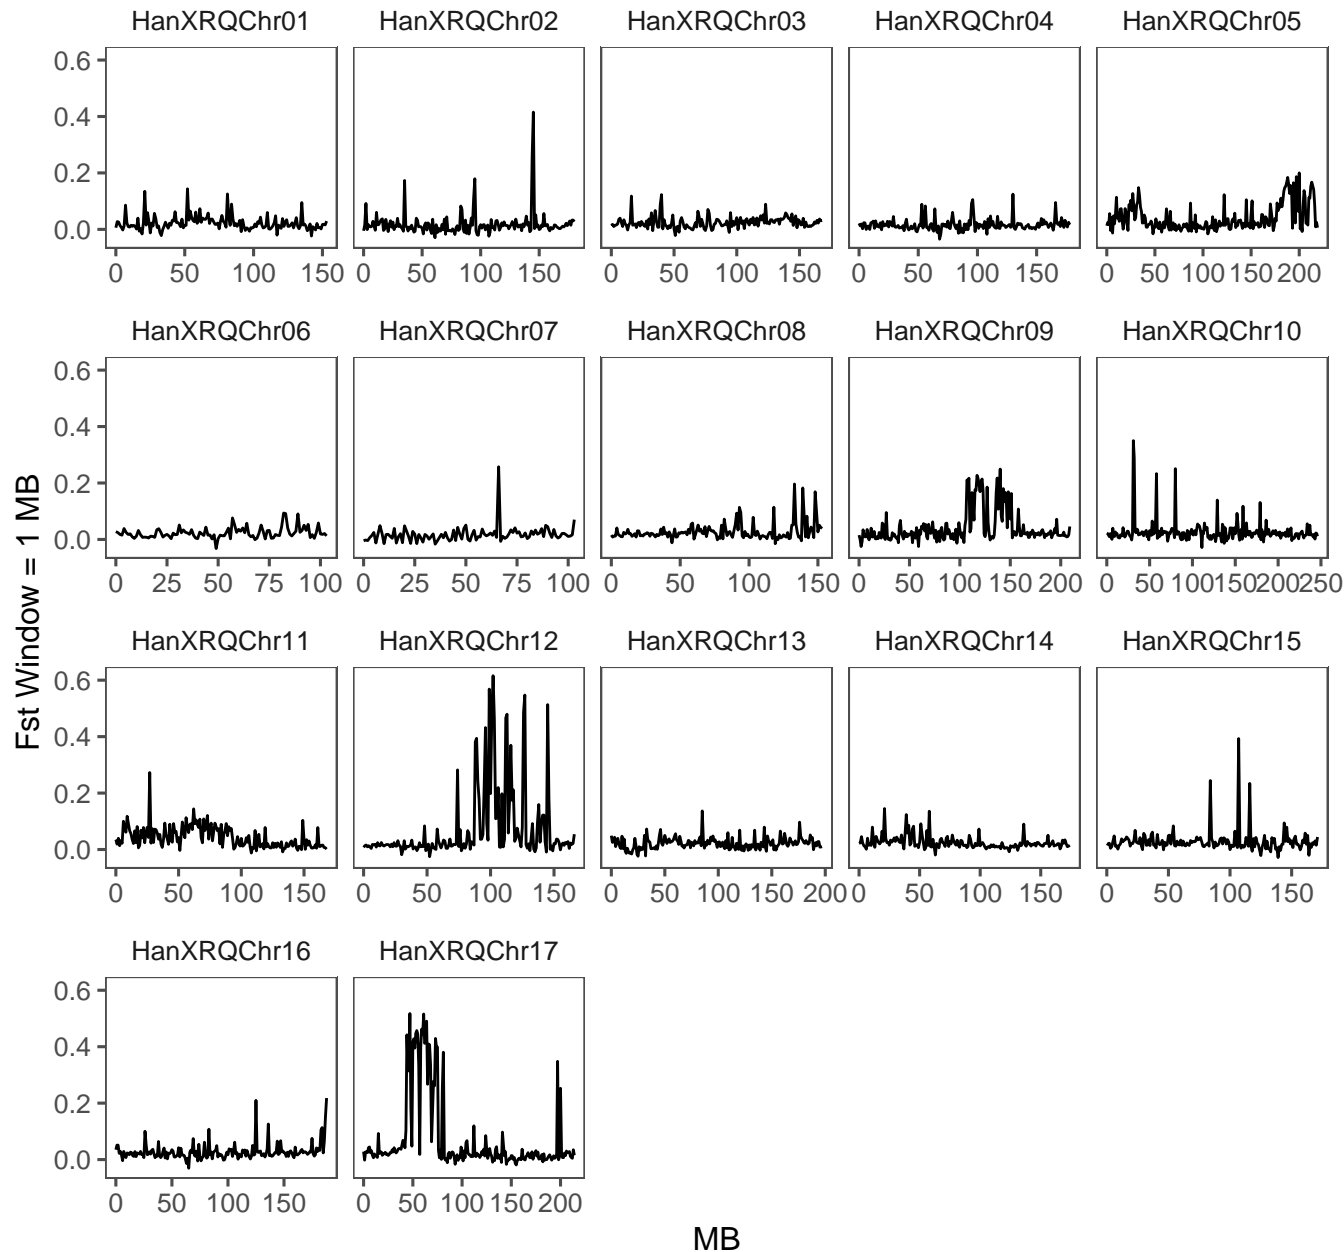 HanXRQChr01 HanXRQChr02 HanXRQChr03 HanXRQChr04 HanXRQChr05
0.6
0.4
0.2
0.0
0 50 100 150 0 50 100 150 0 50 100 150 0 50 100 150 0 50 100 150 200
HanXRQChr06 HanXRQChr07 HanXRQChr08 HanXRQChr09 HanXRQChr10
0.6
0.4
0.2
0.0
0 25 50 75 100 0 25 50 75 100 0 50 100 150 0 50 100 150 200 0 50 100 150 200 250
Fst Window = 1 MB
HanXRQChr11 HanXRQChr12 HanXRQChr13 HanXRQChr14 HanXRQChr15
0.6
0.4
0.2
0.0
0 50 100 150 0 50 100 150 0 50 100 150 200 0 50 100 150 0 50 100 150
HanXRQChr16 HanXRQChr17
0.6
0.4
0.2
0.0
0 50 100 150 0 50 100 150 200
MB